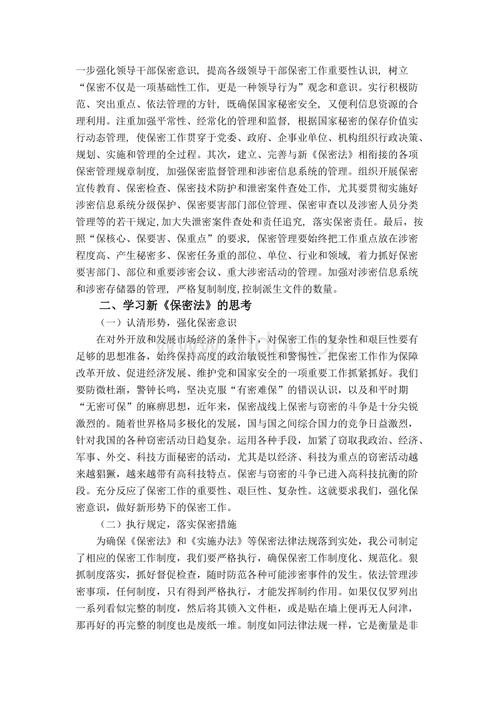 一步强化领导干部保密意识, 提高各级领导干部保密工作重要性认识, 树立
“保密不仅是一项基础性工作, 更是一种领导行为”观念和意识。实行积极防
范、突出重点、依法管理的方针, 既确保国家秘密安全, 又便利信息资源的合
理利用。注重加强平常性、经常化的管理和监督, 根据国家秘密的保存价值实
行动态管理, 使保密工作贯穿于党委、政府、企事业单位、机构组织行政决策、
规划、实施和管理的全过程。其次, 建立、完善与新《保密法》相衔接的各项
保密管理规章制度, 加强保密监督管理和涉密信息系统的管理。组织开展保密
宣传教育、保密检查、保密技术防护和泄密案件查处工作, 尤其要贯彻实施好
涉密信息系统分级保护、保密要害部门部位管理、保密审查以及涉密人员分类
管理等的若干规定,加大失泄密案件查处和责任追究, 落实保密责任。最后，按
照“保核心、保要害、保重点”的要求, 保密管理要始终把工作重点放在涉密
程度高、产生秘密多、保密任务重的部位、单位、行业和领域, 着力抓好保密
要害部门、部位和重要涉密会议、重大涉密活动的管理。加强对涉密信息系统
和涉密存储器的管理, 严格复制制度,控制派生文件的数量。
二、学习新《保密法》的思考
（一）认清形势，强化保密意识
在对外开放和发展市场经济的条件下，对保密工作的复杂性和艰巨性要有
足够的思想准备，始终保持高度的政治敏锐性和警惕性，把保密工作作为保障
改革开放、促进经济发展、维护党和国家安全的一项重要工作抓紧抓好。我们
要防微杜渐，警钟长鸣，坚决克服“有密难保”的错误认识，以及和平时期
“无密可保”的麻痹思想，近年来，保密战线上保密与窃密的斗争是十分尖锐
激烈的。随着世界格局多极化的发展，国与国之间综合国力的竞争日益激烈，
针对我国的各种窃密活动日趋复杂。运用各种手段，加紧了窃取我政治、经济、
军事、外交、科技方面秘密的活动，尤其是以经济、科技为重点的窃密活动越
来越猖獗，越来越带有高科技特点。保密与窃密的斗争已进入高科技抗衡的阶
段。充分反应了保密工作的重要性、艰巨性、复杂性。这就要求我们，强化保
密意识，做好新形势下的保密工作。
（二）执行规定，落实保密措施
为确保《保密法》和《实施办法》等保密法律法规落到实处，我公司制定
了相应的保密工作制度，我们要严格执行，确保保密工作制度化、规范化。狠
抓制度落实，抓好督促检查，随时防范各种可能涉密事件的发生。依法管理涉
密事项，任何制度，只有得到严格执行，才能发挥制约作用。如果仅仅罗列出
一系列看似完整的制度，然后将其锁入文件柜，或是贴在墙上便再无人问津，
那再好的再完整的制度也是废纸一堆。制度如同法律法规一样，它是衡量是非